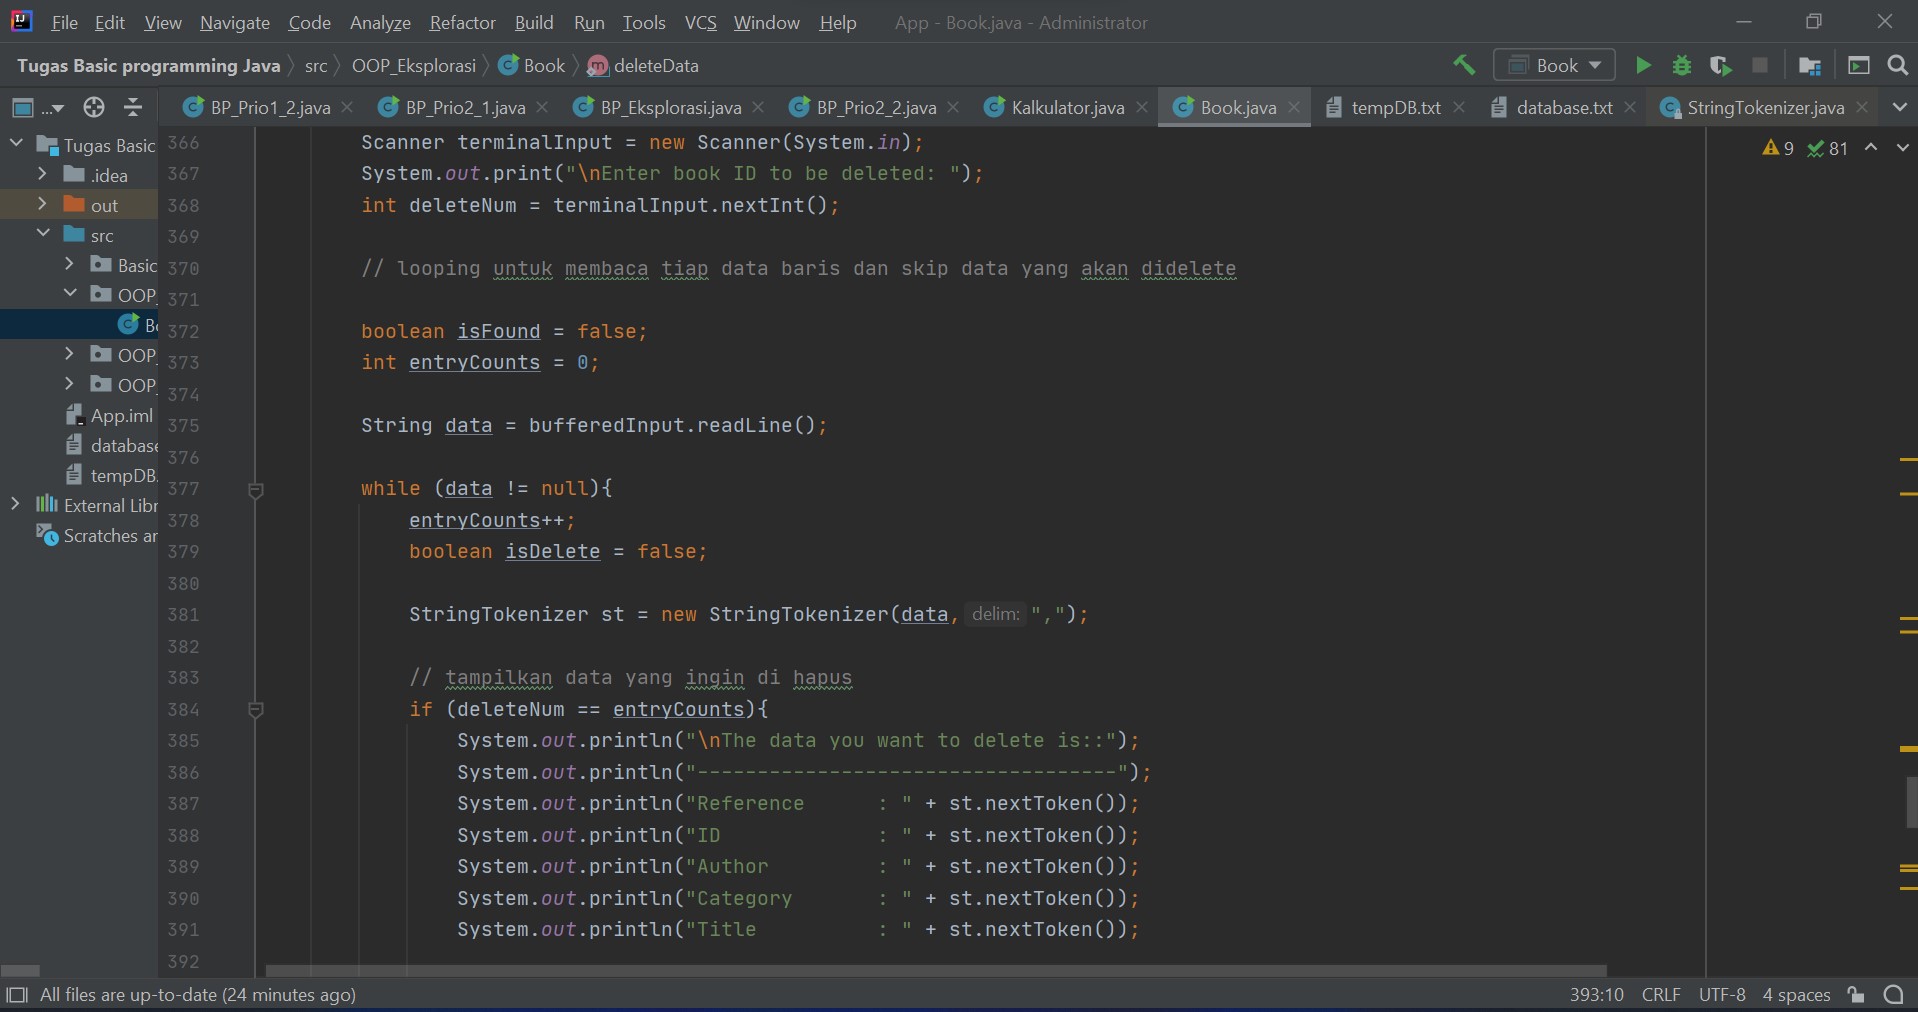 File Edit View Navigate Code Analyze Refactor Build Run Tools VCS Window Help App - Book.java - Administrator
Tugas Basic programming Java src OOP_Eksplorasi Book deleteData Book
... BP_Prio1_2.java BP_Prio2_1.java BP_Eksplorasi.java BP_Prio2_2.java Kalkulator.java Book.java tempDB.txt database.txt StringTokenizer.java
Tugas Basic
.idea
out
src
Basic
OOP_
Bo
OOP_
OOP_
App.iml
database
tempDB.
External Libr
Scratches an
9 81
366 Scanner terminalInput = new Scanner(System.in);
367 System.out.print("\nEnter book ID to be deleted: ");
368 int deleteNum = terminalInput.nextInt();
369
370 // looping untuk membaca tiap data baris dan skip data yang akan didelete
371
372 boolean isFound = false;
373 int entryCounts = 0;
374
375 String data = bufferedInput.readLine();
376
377 while (data != null){
378 entryCounts++;
379 boolean isDelete = false;
380
381 StringTokenizer st = new StringTokenizer(data, delim: ",");
382
383 // tampilkan data yang ingin di hapus
384 if (deleteNum == entryCounts){
385 System.out.println("\nThe data you want to delete is::");
386 System.out.println("-----------------------------------");
387 System.out.println("Reference      : " + st.nextToken());
388 System.out.println("ID             : " + st.nextToken());
389 System.out.println("Author         : " + st.nextToken());
390 System.out.println("Category       : " + st.nextToken());
391 System.out.println("Title          : " + st.nextToken());
392
All files are up-to-date (24 minutes ago) 393:10 CRLF UTF-8 4 spaces